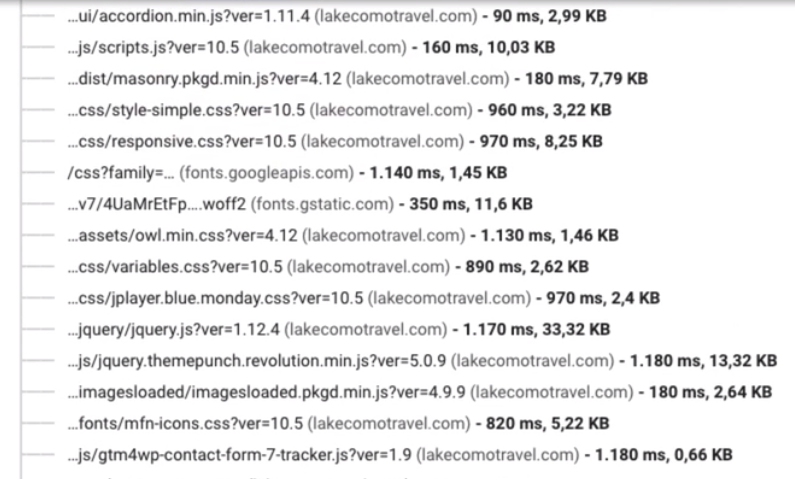 ...ui/accordion.min.js?ver=1.11.4 (lakecomotravel.com) - 90 ms, 2,99 KB
...js/scripts.js?ver=10.5 (lakecomotravel.com) - 160 ms, 10,03 KB
...dist/masonry.pkgd.min.js?ver=4.12 (lakecomotravel.com) - 180 ms, 7,79 KB
...css/style-simple.css?ver=10.5 (lakecomotravel.com) - 960 ms, 3,22 KB
...css/responsive.css?ver=10.5 (lakecomotravel.com) - 970 ms, 8,25 KB
/css?family=... (fonts.googleapis.com) - 1.140 ms, 1,45 KB
...v7/4UaMrEtFp....woff2 (fonts.gstatic.com) - 350 ms, 11,6 KB
...assets/owl.min.css?ver=4.12 (lakecomotravel.com) - 1.130 ms, 1,46 KB
...css/variables.css?ver=10.5 (lakecomotravel.com) - 890 ms, 2,62 KB
...css/jplayer.blue.monday.css?ver=10.5 (lakecomotravel.com) - 970 ms, 2,4 KB
...jquery/jquery.js?ver=1.12.4 (lakecomotravel.com) - 1.170 ms, 33,32 KB
...js/jquery.themepunch.revolution.min.js?ver=5.0.9 (lakecomotravel.com) - 1.180 ms, 13,32 KB
...imagesloaded/imagesloaded.pkgd.min.js?ver=4.9.9 (lakecomotravel.com) - 180 ms, 2,64 KB
...fonts/mfn-icons.css?ver=10.5 (lakecomotravel.com) - 820 ms, 5,22 KB
...js/gtm4wp-contact-form-7-tracker.js?ver=1.9 (lakecomotravel.com) - 1.180 ms, 0,66 KB